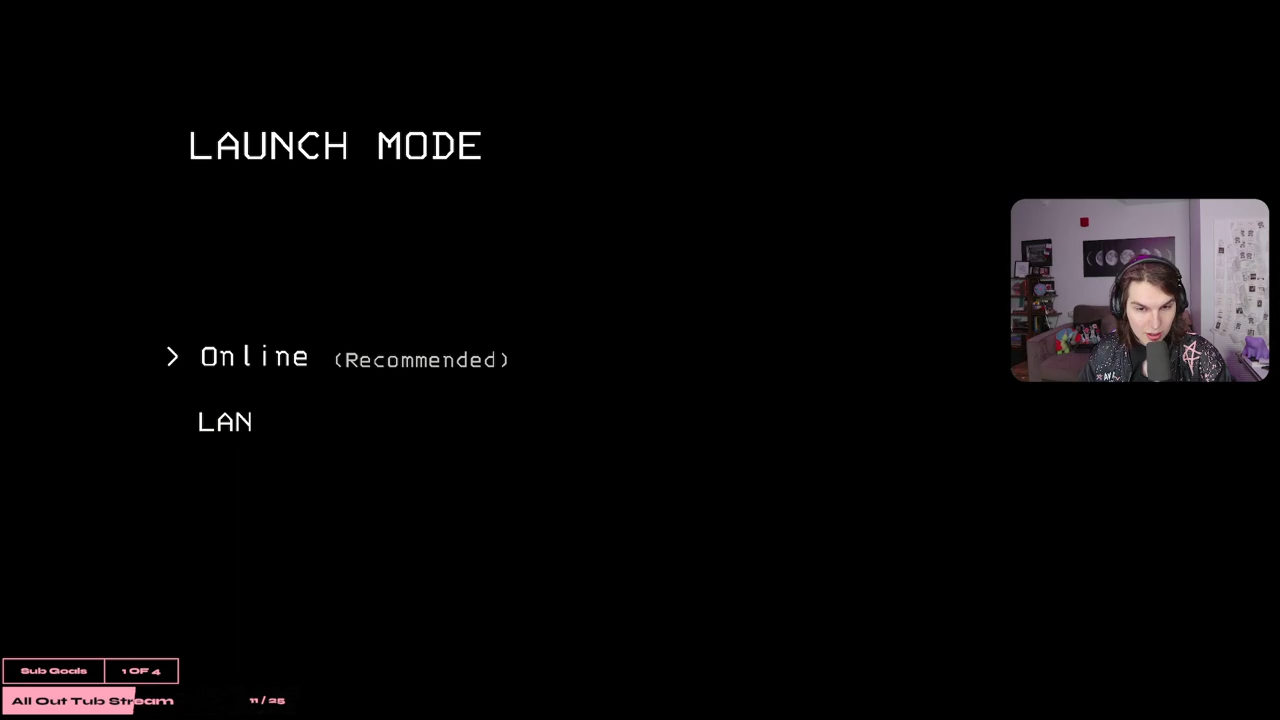 LAUNCH MODE
> Online (Recommended)
LAN
Sub Goals 1 OF 4
All Out Tub Stream 11 / 25